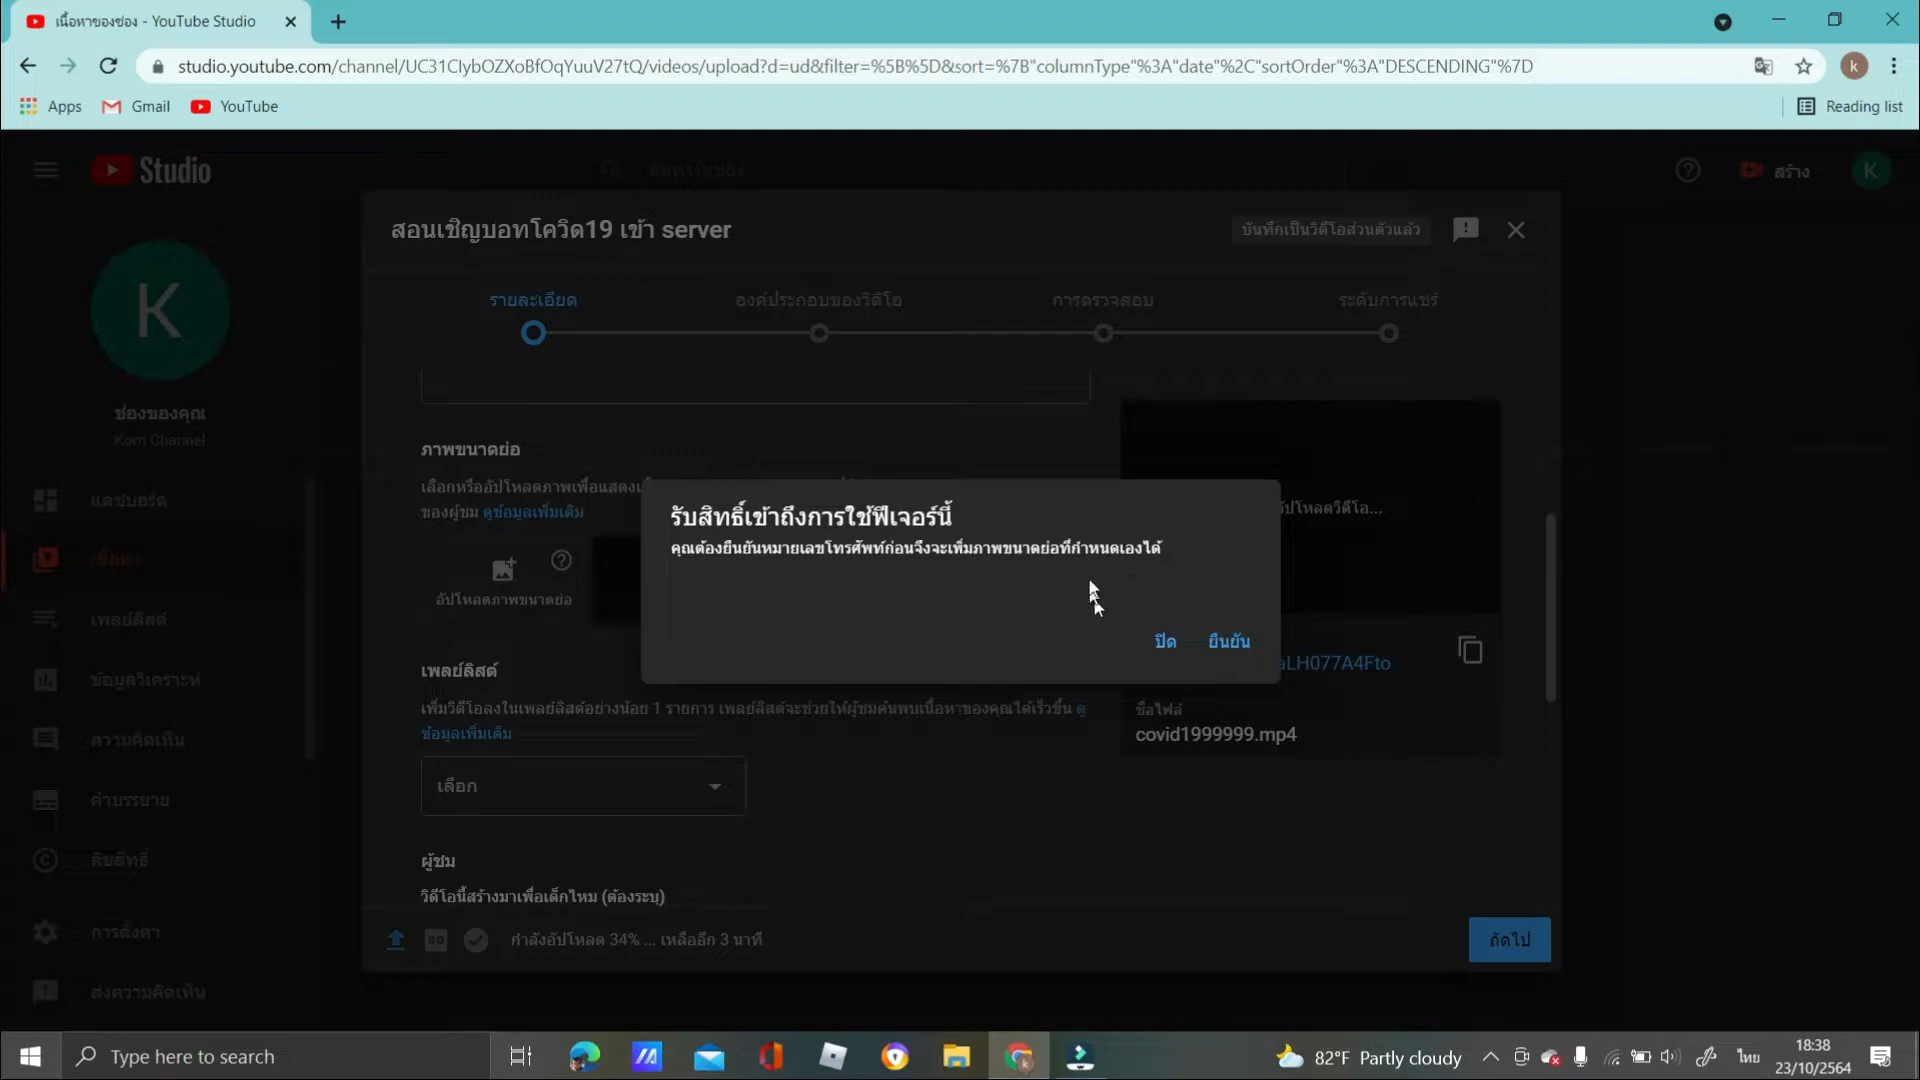 เนื้อหาของช่อง - YouTube Studio
studio.youtube.com/channel/UC31CIybOZXoBfOqYuuV27tQ/videos/upload?d=ud&filter=%5B%5D&sort=%7B"columnType"%3A"date"%2C"sortOrder"%3A"DESCENDING"%7D
k
Apps
Gmail
YouTube
Reading list
Studio
สร้าง
K
K
ช่องของคุณ
Korn Channel
แดชบอร์ด
เนื้อหา
เพลย์ลิสต์
ข้อมูลวิเคราะห์
ความคิดเห็น
คำบรรยาย
ลิขสิทธิ์
การตั้งค่า
ส่งความคิดเห็น
สอนเชิญบอทโควิด19 เข้า server
บันทึกเป็นวิดีโอส่วนตัวแล้ว
รายละเอียด
องค์ประกอบของวิดีโอ
การตรวจสอบ
ระดับการแชร์
ภาพขนาดย่อ
เลือกหรืออัปโหลดภาพเพื่อแสดง
ของผู้ชม ดูข้อมูลเพิ่มเติม
อัปโหลดภาพขนาดย่อ
รับสิทธิ์เข้าถึงการใช้ฟีเจอร์นี้
คุณต้องยืนยันหมายเลขโทรศัพท์ก่อนจึงจะเพิ่มภาพขนาดย่อที่กำหนดเองได้
ปิด
ยืนยัน
อัปโหลดวิดีโอ...
aLH077A4Fto
ชื่อไฟล์
covid1999999.mp4
เพลย์ลิสต์
เพิ่มวิดีโอลงในเพลย์ลิสต์อย่างน้อย 1 รายการ เพลย์ลิสต์จะช่วยให้ผู้ชมค้นพบเนื้อหาของคุณได้เร็วขึ้น ดู
ข้อมูลเพิ่มเติม
เลือก
ผู้ชม
วิดีโอนี้สร้างมาเพื่อเด็กไหม (ต้องระบุ)
กำลังอัปโหลด 34% ... เหลืออีก 3 นาที
ถัดไป
Type here to search
82°F Partly cloudy
ไทย
18:38
23/10/2564